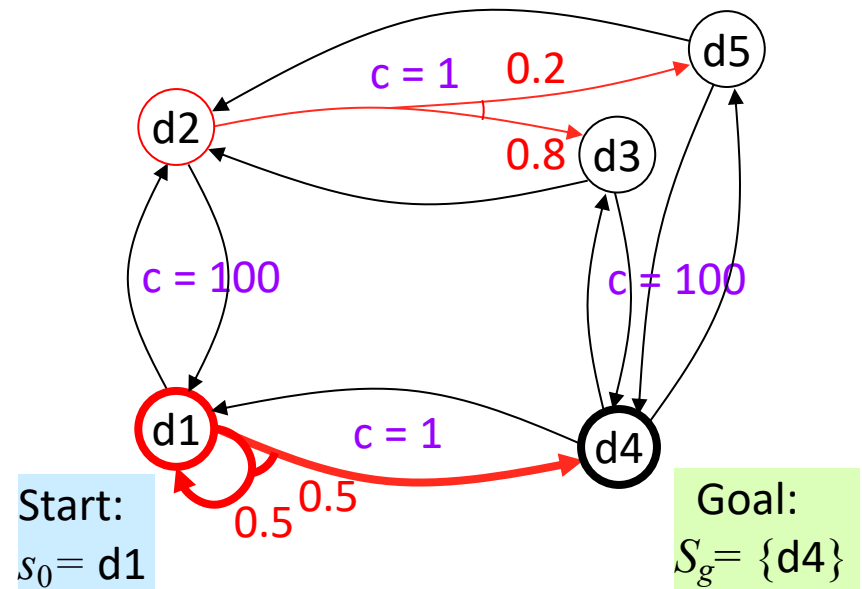 d5
c = 1
0.2
d2
0.8
d3
c = 100
c = 100
d1
c = 1
d4
0.5
0.5
Start:
s₀= d1
Goal:
S_g= {d4}